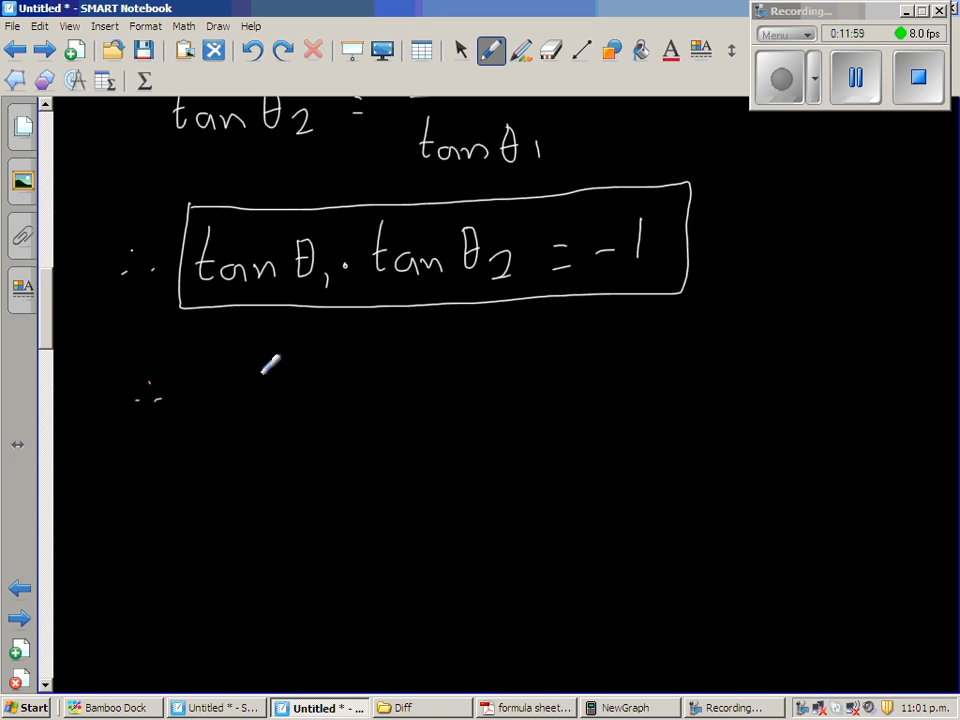 Untitled * - SMART Notebook
File Edit View Insert Format Math Draw Help
Recording...
Menu 0:11:59 8.0 fps
tan θ2 =
tan θ1
∴ tan θ1 . tan θ2 = -1
∴
Start Bamboo Dock Untitled * - S... Untitled * - ... Diff formula sheet... NewGraph Recording... 11:01 p.m.